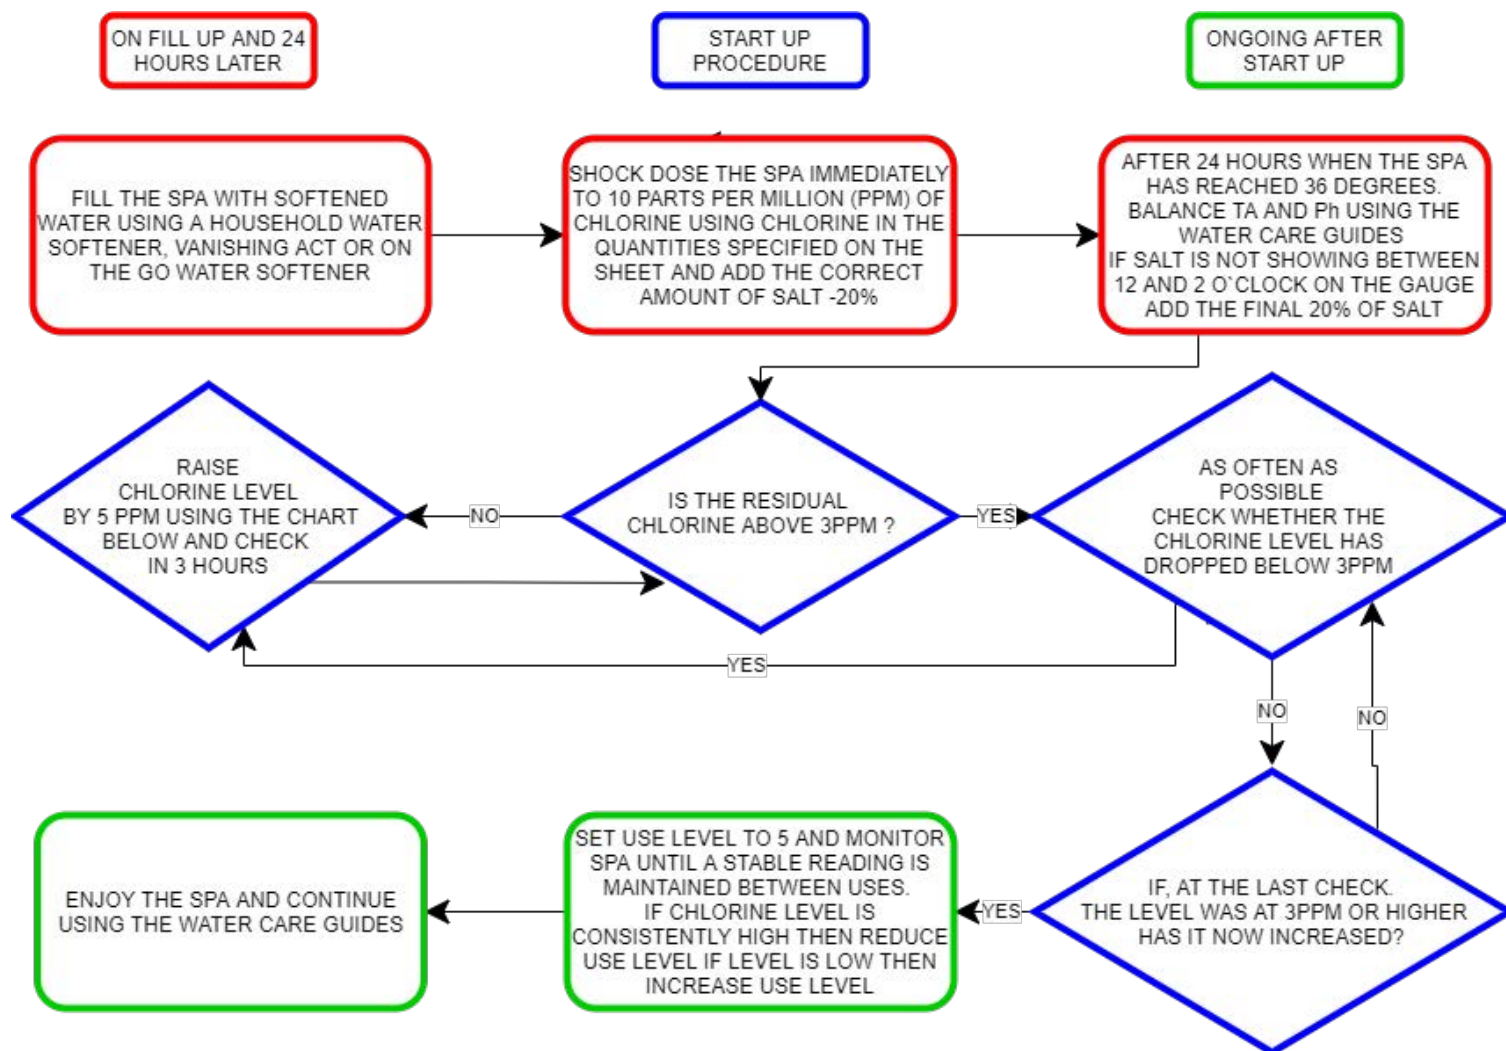 ON FILL UP AND 24
HOURS LATER
START UP
PROCEDURE
ONGOING AFTER
START UP
FILL THE SPA WITH SOFTENED
WATER USING A HOUSEHOLD WATER
SOFTENER, VANISHING ACT OR ON
THE GO WATER SOFTENER
SHOCK DOSE THE SPA IMMEDIATELY
TO 10 PARTS PER MILLION (PPM) OF
CHLORINE USING CHLORINE IN THE
QUANTITIES SPECIFIED ON THE
SHEET AND ADD THE CORRECT
AMOUNT OF SALT -20%
AFTER 24 HOURS WHEN THE SPA
HAS REACHED 36 DEGREES.
BALANCE TA AND Ph USING THE
WATER CARE GUIDES
IF SALT IS NOT SHOWING BETWEEN
12 AND 2 O`CLOCK ON THE GAUGE
ADD THE FINAL 20% OF SALT
RAISE
CHLORINE LEVEL
BY 5 PPM USING THE CHART
BELOW AND CHECK
IN 3 HOURS
NO
IS THE RESIDUAL
CHLORINE ABOVE 3PPM ?
YES
AS OFTEN AS
POSSIBLE
CHECK WHETHER THE
CHLORINE LEVEL HAS
DROPPED BELOW 3PPM
YES
NO
NO
ENJOY THE SPA AND CONTINUE
USING THE WATER CARE GUIDES
SET USE LEVEL TO 5 AND MONITOR
SPA UNTIL A STABLE READING IS
MAINTAINED BETWEEN USES.
IF CHLORINE LEVEL IS
CONSISTENTLY HIGH THEN REDUCE
USE LEVEL IF LEVEL IS LOW THEN
INCREASE USE LEVEL
YES
IF, AT THE LAST CHECK.
THE LEVEL WAS AT 3PPM OR HIGHER
HAS IT NOW INCREASED?